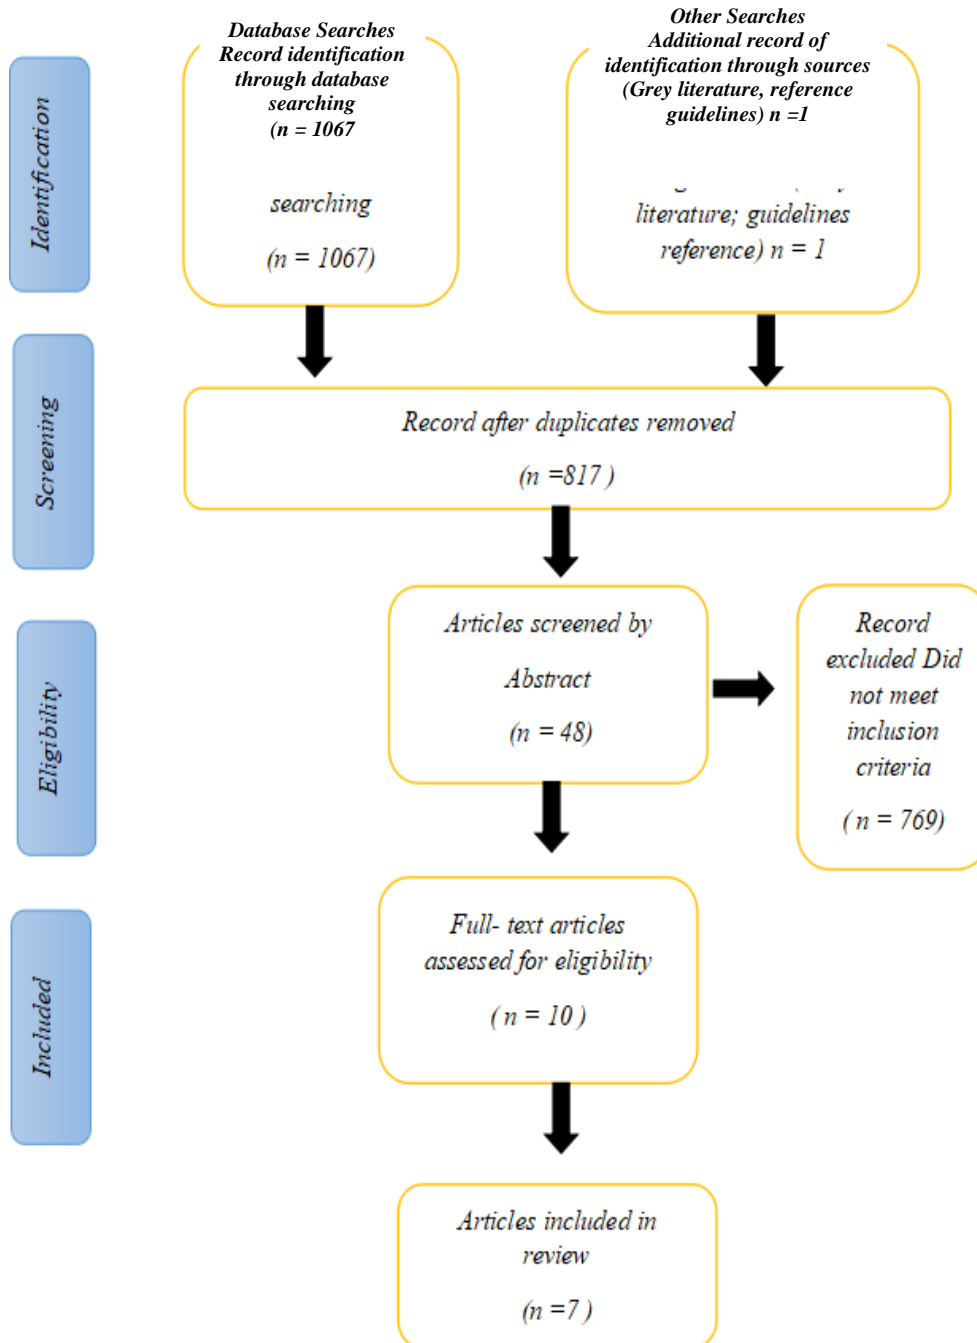 Database Searches
Record identification
through database
searching
(n = 1067
searching
(n = 1067)
Other Searches
Additional record of
identification through sources
(Grey literature, reference
guidelines) n =1
literature; guidelines
reference) n = 1
Identification
Screening
Record after duplicates removed
(n =817 )
Eligibility
Articles screened by
Abstract
(n = 48)
Record
excluded Did
not meet
inclusion
criteria
( n = 769)
Included
Full- text articles
assessed for eligibility
( n = 10 )
Articles included in
review
(n =7 )